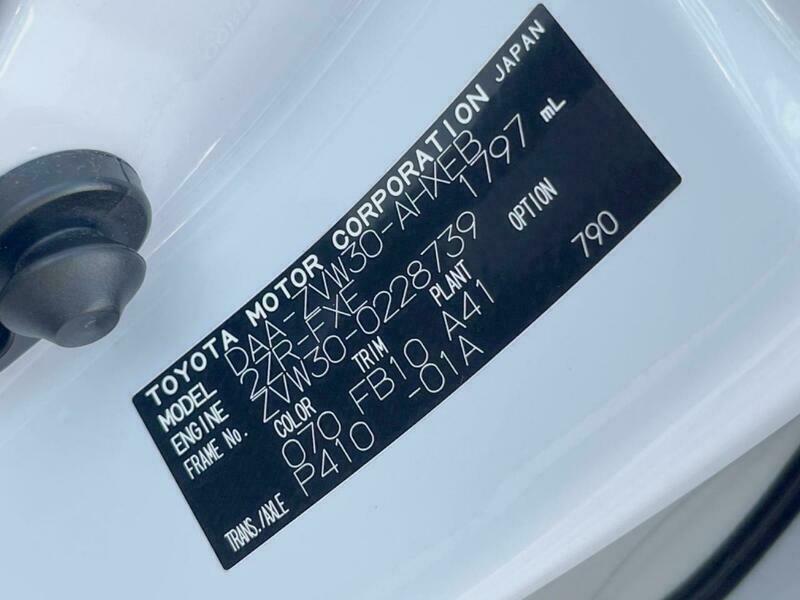 TOYOTA MOTOR CORPORATION JAPAN
MODEL DAA-ZVW30-AHXEB
ENGINE 2ZR-FXE 1797 mL
FRAME No. ZVW30-0228739
COLOR TRIM PLANT OPTION
070 FB10 A41 790
TRANS./AXLE P410 -01A